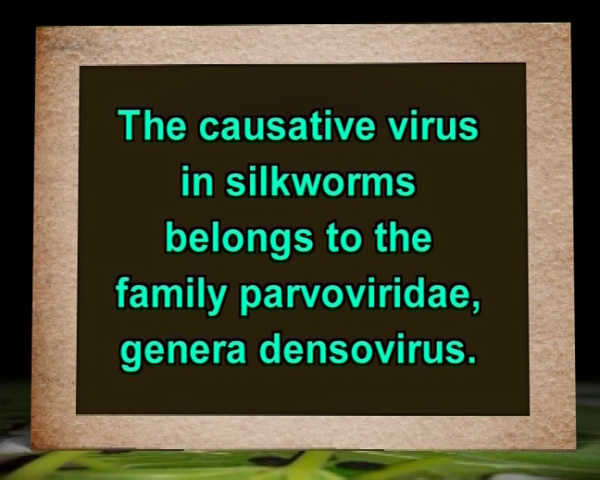 The causative virus
in silkworms
belongs to the
family parvoviridae,
genera densovirus.